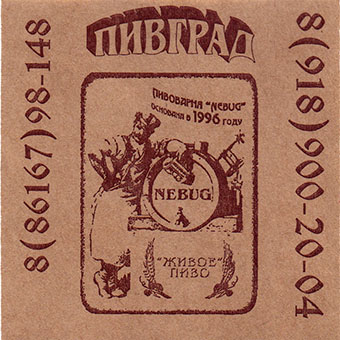 ПИВГРАД
ПИВОВАРНЯ "NEBUG"
ОСНОВАНА В 1996 ГОДУ
NEBUG
"ЖИВОЕ"
ПИВО
8(86167)98-148
8(918)900-20-04